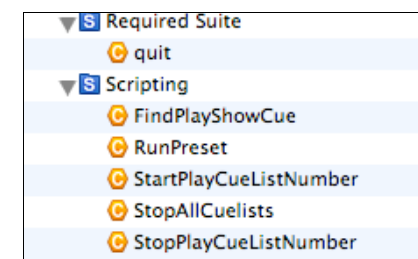 S Required Suite
C quit
S Scripting
C FindPlayShowCue
C RunPreset
C StartPlayCueListNumber
C StopAllCuelists
C StopPlayCueListNumber